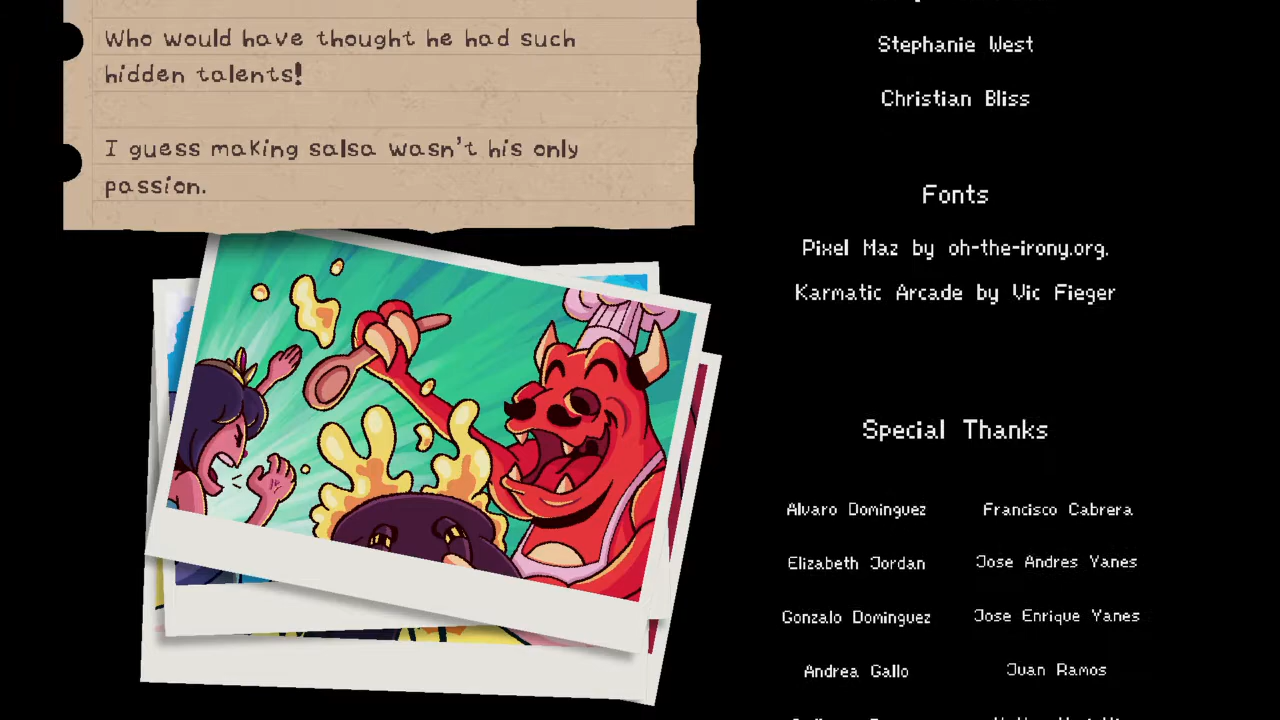 Who would have thought he had such
hidden talents!
I guess making salsa wasn't his only
passion.
Stephanie West
Christian Bliss
Fonts
Pixel Maz by oh-the-irony.org.
Karmatic Arcade by Vic Fieger
Special Thanks
Alvaro Dominguez
Francisco Cabrera
Elizabeth Jordan
Jose Andres Yanes
Gonzalo Dominguez
Jose Enrique Yanes
Andrea Gallo
Juan Ramos